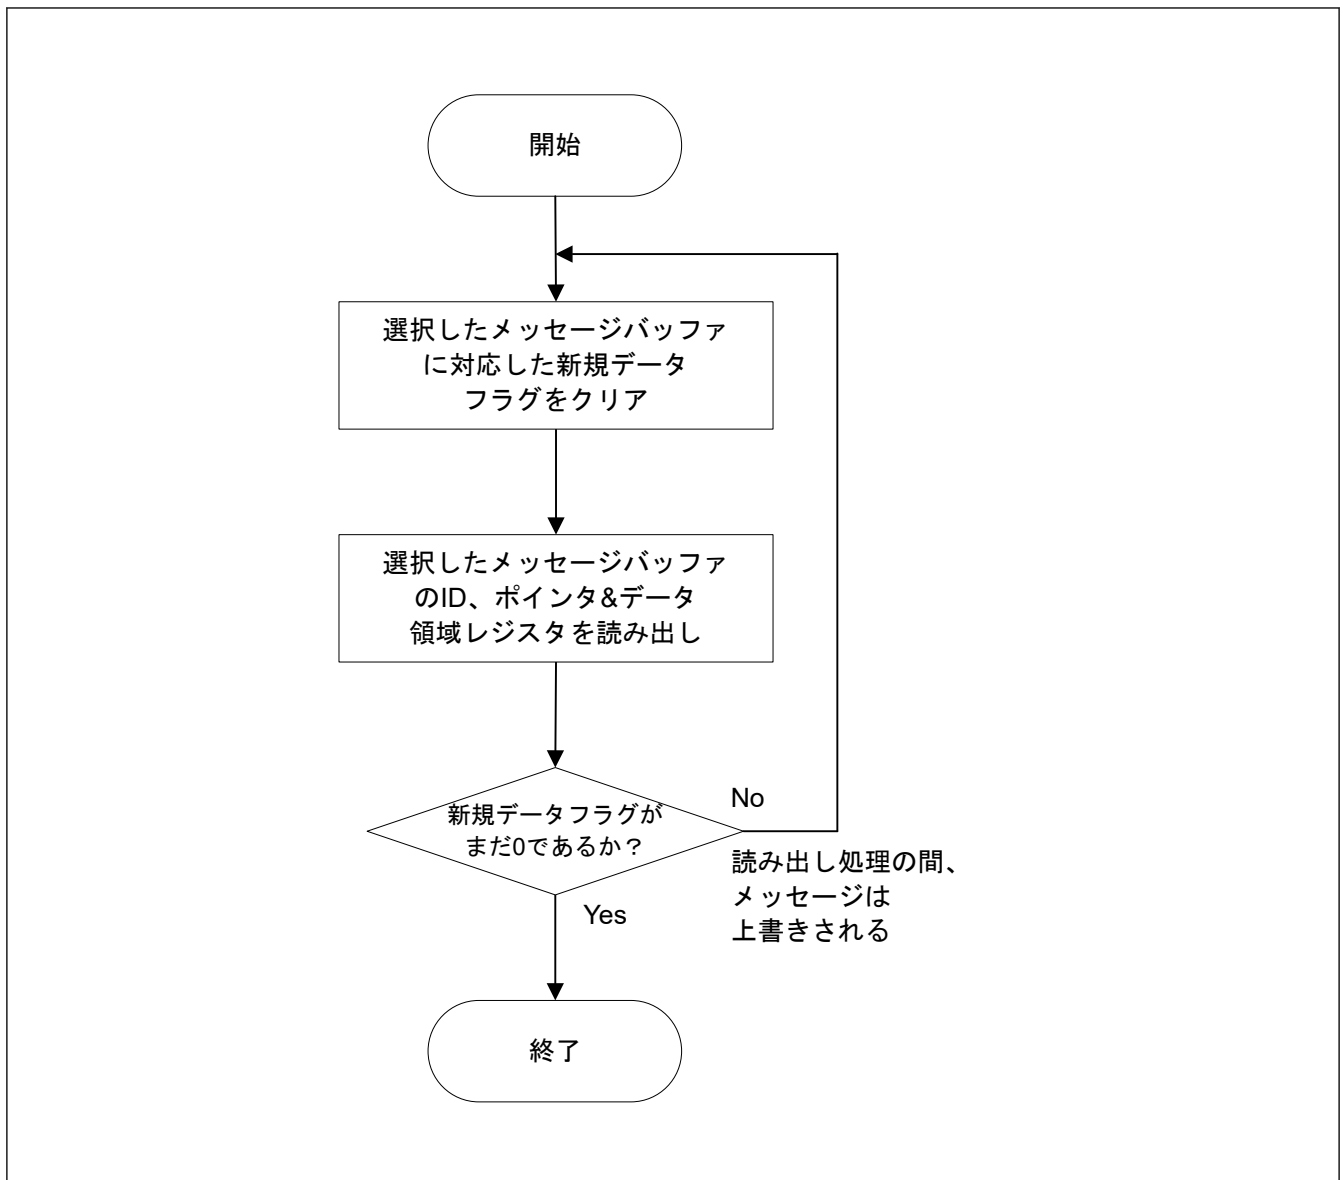 開始
選択したメッセージバッファ
に対応した新規データ
フラグをクリア
選択したメッセージバッファ
のID、ポインタ&データ
領域レジスタを読み出し
新規データフラグが
まだ0であるか？
No
読み出し処理の間、
メッセージは
上書きされる
Yes
終了